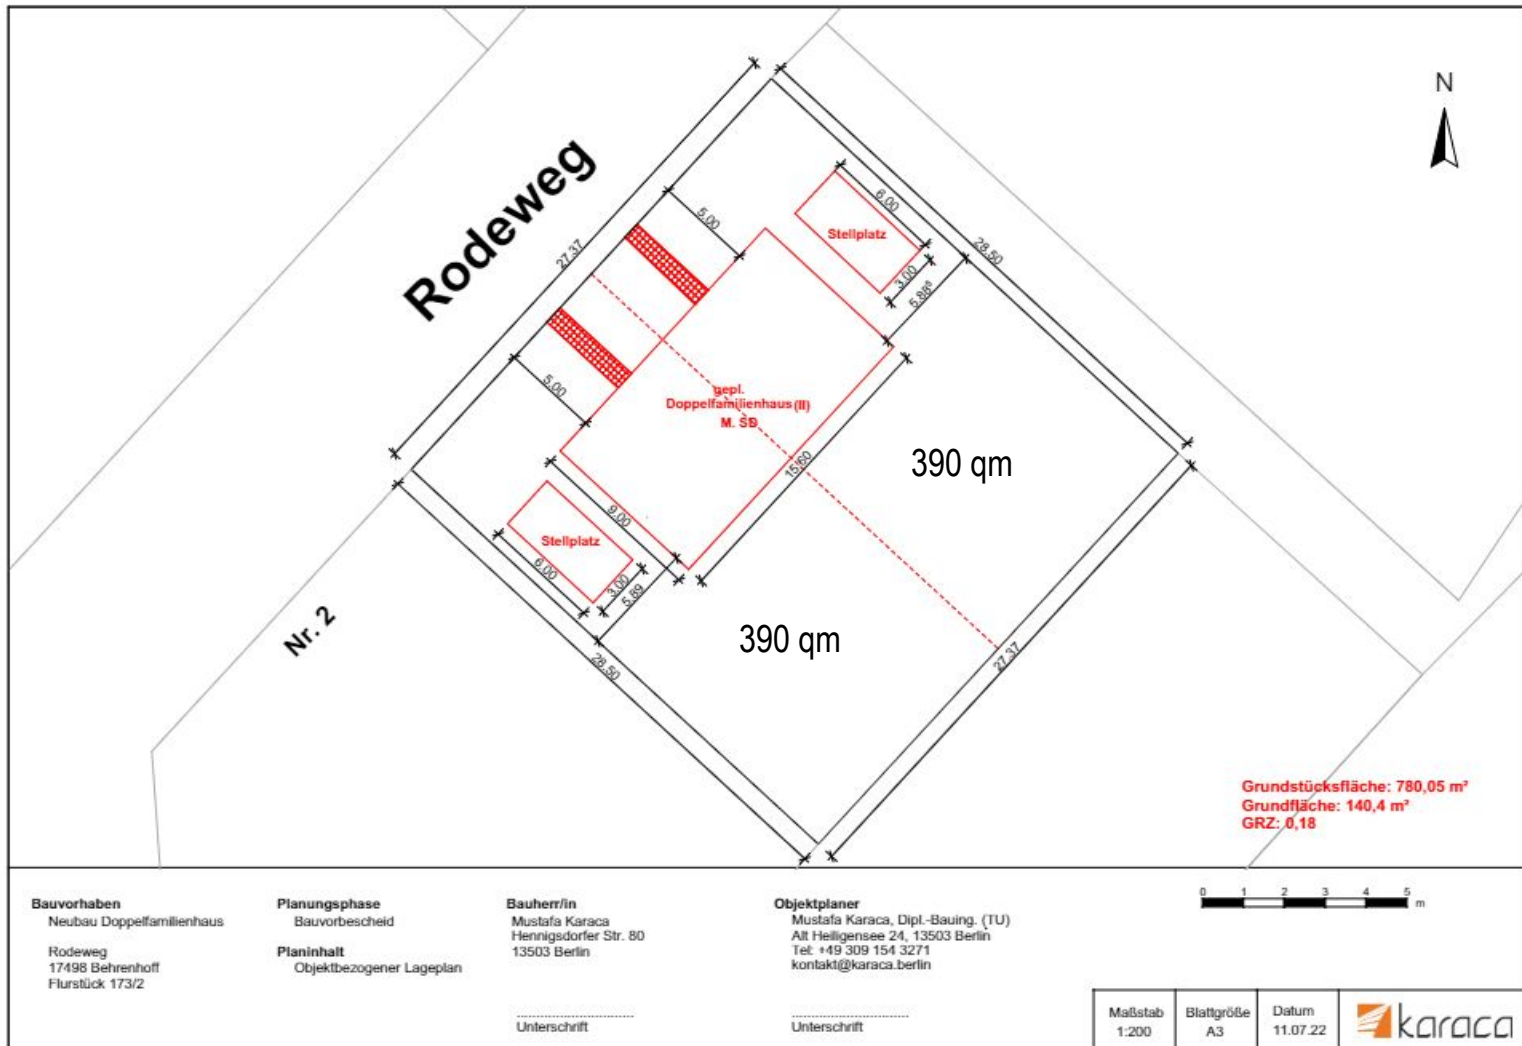 N
Rodeweg
27.37
28.50
5.00
6.00
Stellplatz
3.00
5.88⁵
5.00
gepl.
Doppelfamilienhaus (II)
M. SD
15.60
390 qm
9.00
Stellplatz
6.00
3.00
5.89
Nr. 2
28.50
390 qm
27.37
Grundstücksfläche: 780,05 m²
Grundfläche: 140,4 m²
GRZ: 0,18
Bauvorhaben
Neubau Doppelfamilienhaus
Rodeweg
17498 Behrenhoff
Flurstück 173/2
Planungsphase
Bauvorbescheid
Planinhalt
Objektbezogener Lageplan
Bauherr/in
Mustafa Karaca
Hennigsdorfer Str. 80
13503 Berlin
Unterschrift
Objektplaner
Mustafa Karaca, Dipl.-Bauing. (TU)
Alt Heiligensee 24, 13503 Berlin
Tel: +49 309 154 3271
kontakt@karaca.berlin
Unterschrift
0 1 2 3 4 5 m
Maßstab
1:200
Blattgröße
A3
Datum
11.07.22
karaca